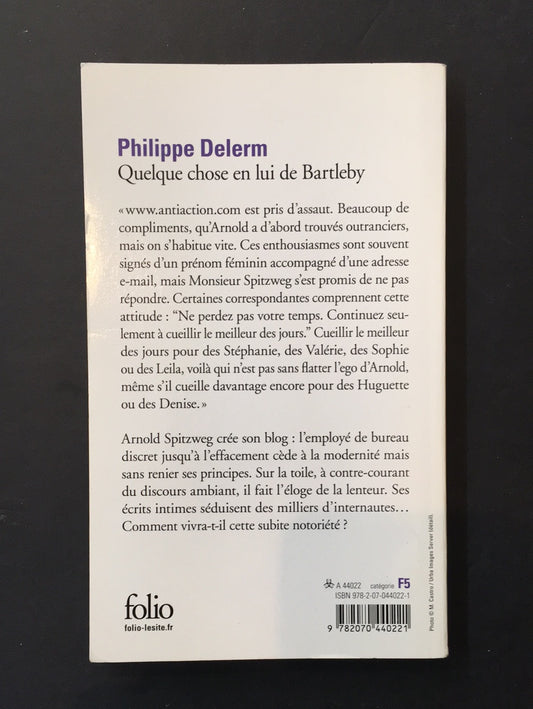 Philippe Delerm
Quelque chose en lui de Bartleby
« www.antiaction.com est pris d'assaut. Beaucoup de
compliments, qu'Arnold a d'abord trouvés outranciers,
mais on s'habitue vite. Ces enthousiasmes sont souvent
signés d'un prénom féminin accompagné d'une adresse
e-mail, mais Monsieur Spitzweg s'est promis de ne pas
répondre. Certaines correspondantes comprennent cette
attitude : “Ne perdez pas votre temps. Continuez seu-
lement à cueillir le meilleur des jours.” Cueillir le meilleur
des jours pour des Stéphanie, des Valérie, des Sophie
ou des Leila, voilà qui n'est pas sans flatter l'ego d'Arnold,
même s'il cueille davantage encore pour des Huguette
ou des Denise. »
Arnold Spitzweg crée son blog : l'employé de bureau
discret jusqu'à l'effacement cède à la modernité mais
sans renier ses principes. Sur la toile, à contre-courant
du discours ambiant, il fait l'éloge de la lenteur. Ses
écrits intimes séduisent des milliers d'internautes…
Comment vivra-t-il cette subite notoriété ?
folio
folio-lesite.fr
A 44022 catégorie F5
ISBN 978-2-07-044022-1
9 782070 440221
Photo © M. Castro / Urba Images Server (détail).